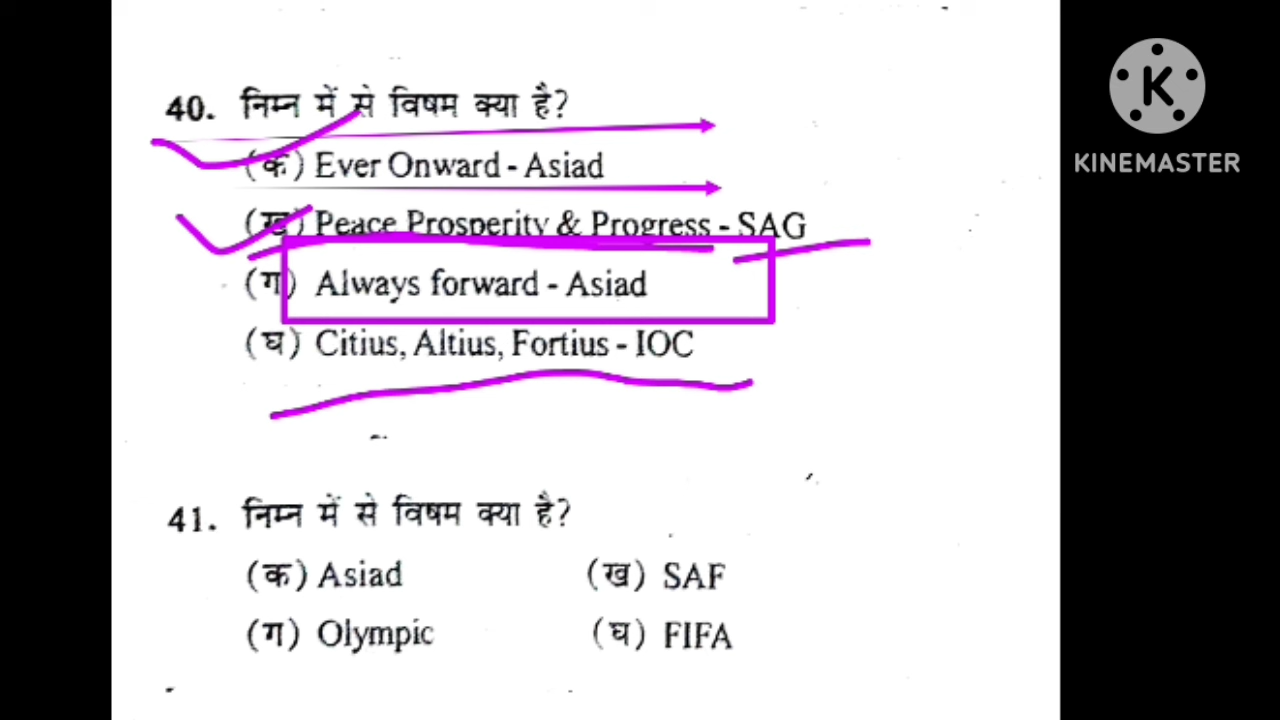 KINEMASTER
40. निम्न में से विषम क्या है?
(क) Ever Onward - Asiad
(ख) Peace Prosperity & Progress - SAG
(ग) Always forward - Asiad
(घ) Citius, Altius, Fortius - IOC
41. निम्न में से विषम क्या है?
(क) Asiad (ख) SAF
(ग) Olympic (घ) FIFA